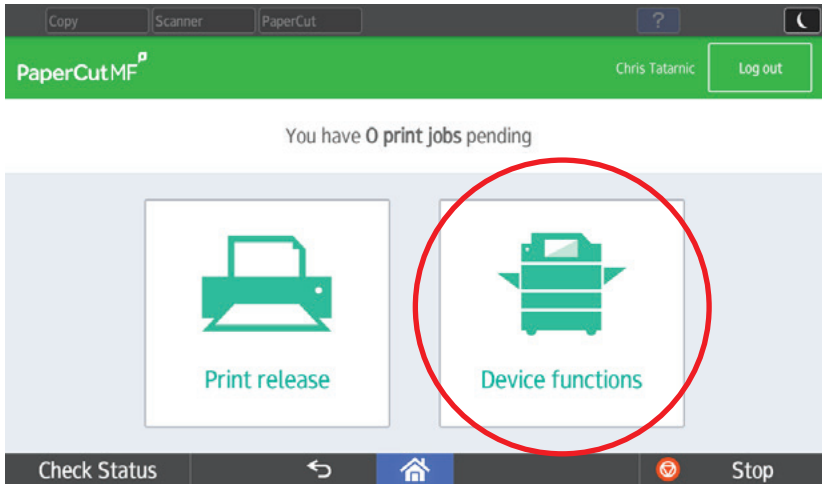 Copy Scanner PaperCut ?
PaperCutMF
Chris Tatarnic Log out
You have 0 print jobs pending
Print release Device functions
Check Status Stop